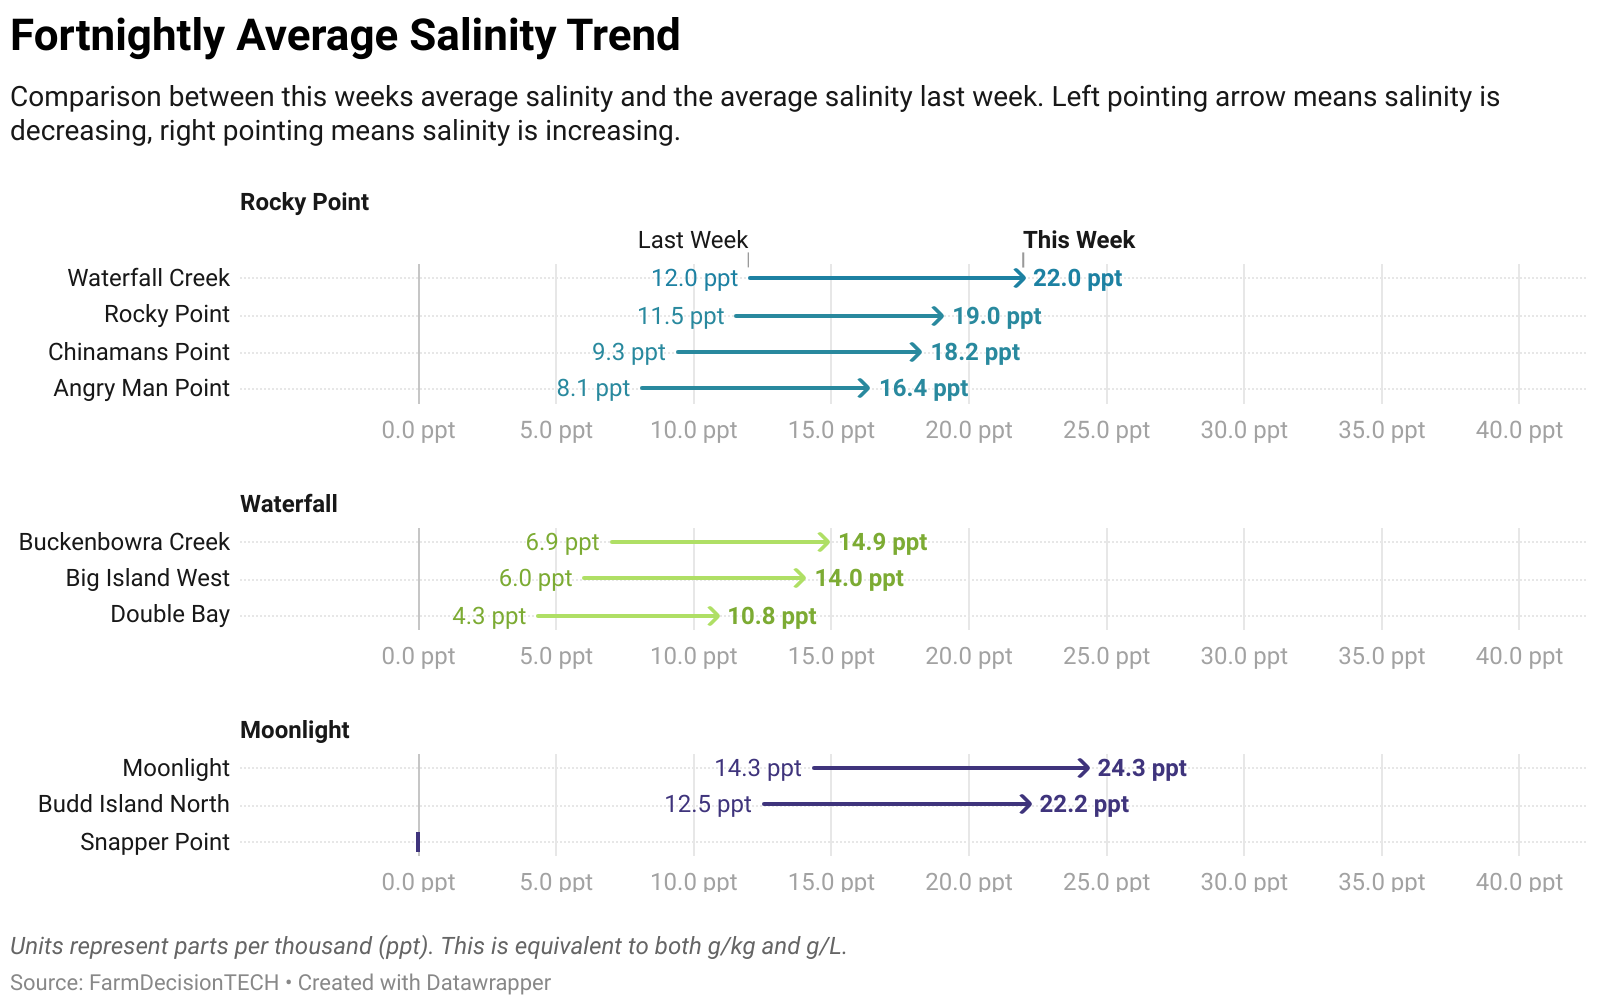 Fortnightly Average Salinity Trend
Comparison between this weeks average salinity and the average salinity last week. Left pointing arrow means salinity is
decreasing, right pointing means salinity is increasing.
Rocky Point
Last Week This Week
Waterfall Creek 12.0 ppt 22.0 ppt
Rocky Point 11.5 ppt 19.0 ppt
Chinamans Point 9.3 ppt 18.2 ppt
Angry Man Point 8.1 ppt 16.4 ppt
0.0 ppt 5.0 ppt 10.0 ppt 15.0 ppt 20.0 ppt 25.0 ppt 30.0 ppt 35.0 ppt 40.0 ppt
Waterfall
Buckenbowra Creek 6.9 ppt 14.9 ppt
Big Island West 6.0 ppt 14.0 ppt
Double Bay 4.3 ppt 10.8 ppt
0.0 ppt 5.0 ppt 10.0 ppt 15.0 ppt 20.0 ppt 25.0 ppt 30.0 ppt 35.0 ppt 40.0 ppt
Moonlight
Moonlight 14.3 ppt 24.3 ppt
Budd Island North 12.5 ppt 22.2 ppt
Snapper Point
0.0 ppt 5.0 ppt 10.0 ppt 15.0 ppt 20.0 ppt 25.0 ppt 30.0 ppt 35.0 ppt 40.0 ppt
Units represent parts per thousand (ppt). This is equivalent to both g/kg and g/L.
Source: FarmDecisionTECH • Created with Datawrapper